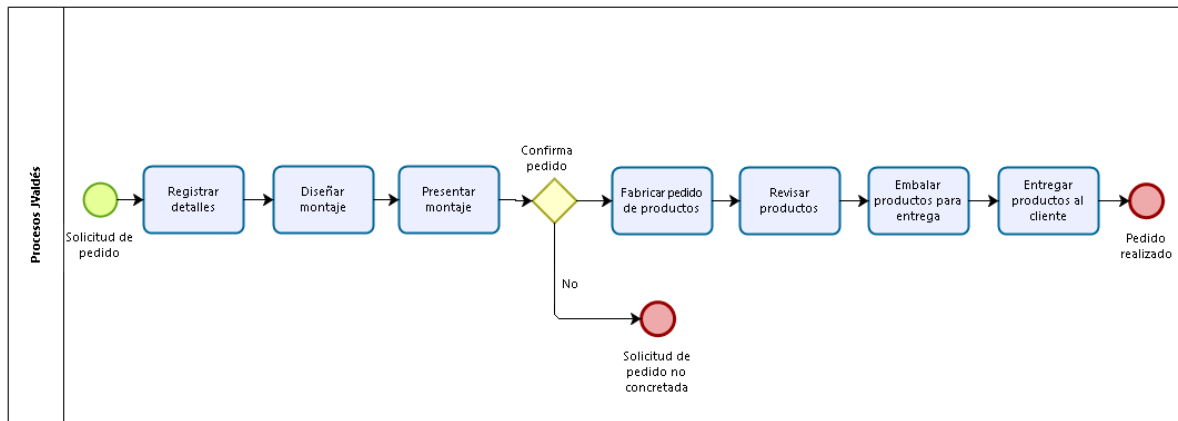 Procesos JValdés
Solicitud de
pedido
Registrar
detalles
Diseñar
montaje
Presentar
montaje
Confirma
pedido
No
Solicitud de
pedido no
concretada
Fabricar pedido
de productos
Revisar
productos
Embalar
productos para
entrega
Entregar
productos al
cliente
Pedido
realizado